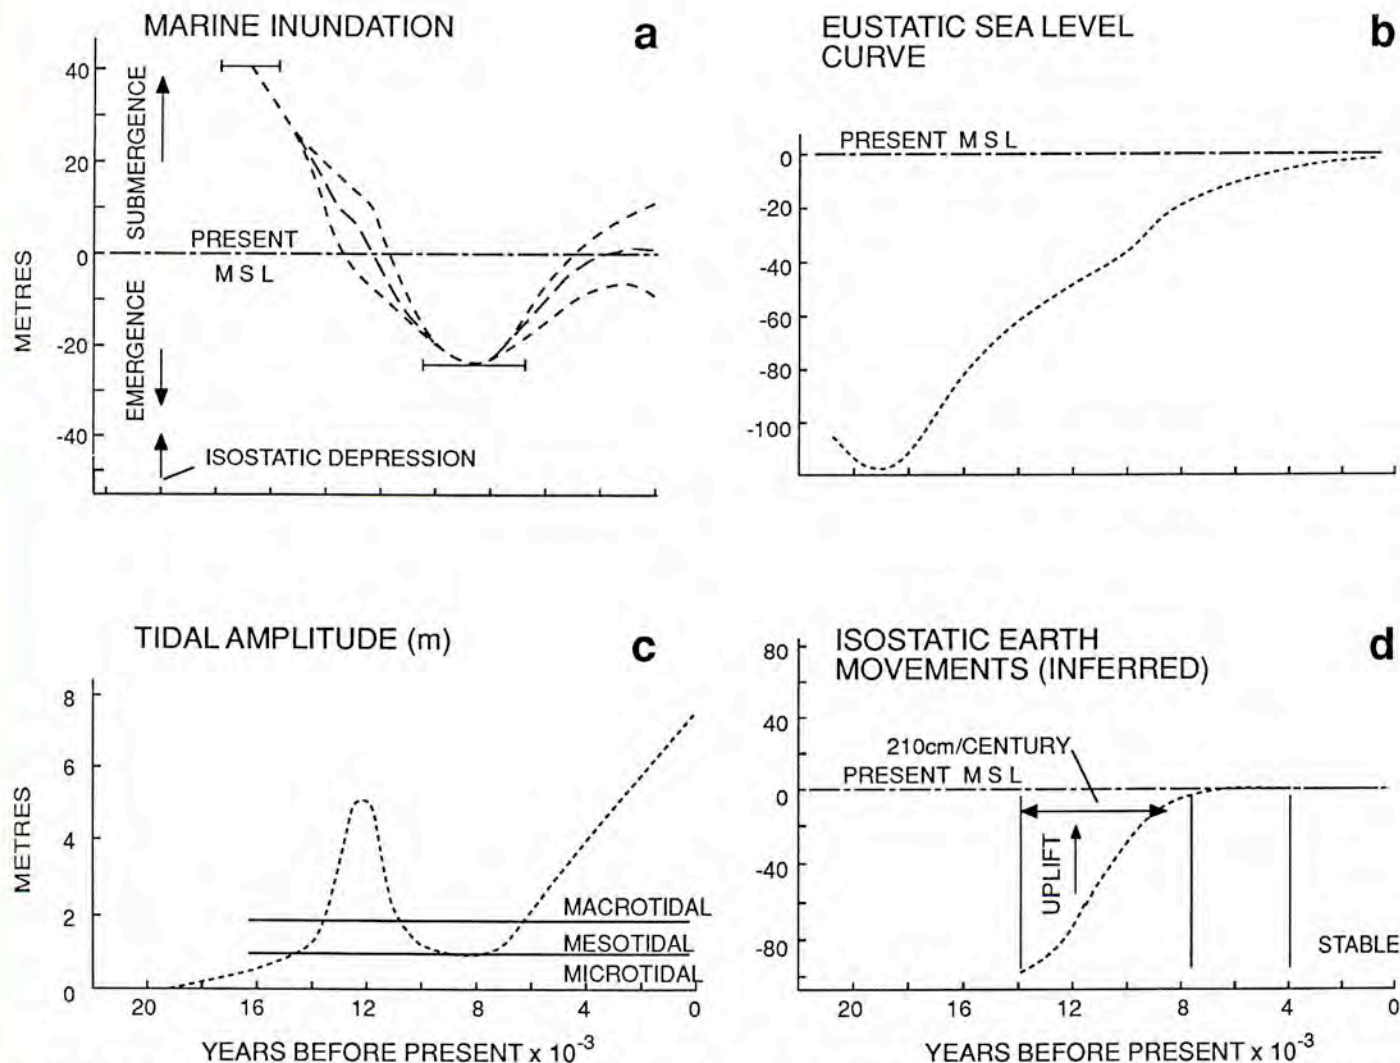 MARINE INUNDATION
a
METRES
40
20
0
-20
-40
SUBMERGENCE
PRESENT
M S L
EMERGENCE
ISOSTATIC DEPRESSION
EUSTATIC SEA LEVEL
CURVE
b
PRESENT M S L
0
-20
-40
-60
-80
-100
TIDAL AMPLITUDE (m)
c
METRES
8
6
4
2
0
MACROTIDAL
MESOTIDAL
MICROTIDAL
20 16 12 8 4 0
YEARS BEFORE PRESENT x 10-3
ISOSTATIC EARTH
MOVEMENTS (INFERRED)
d
80
40
0
-40
-80
210cm/CENTURY
PRESENT M S L
UPLIFT
STABLE
20 16 12 8 4 0
YEARS BEFORE PRESENT x 10-3